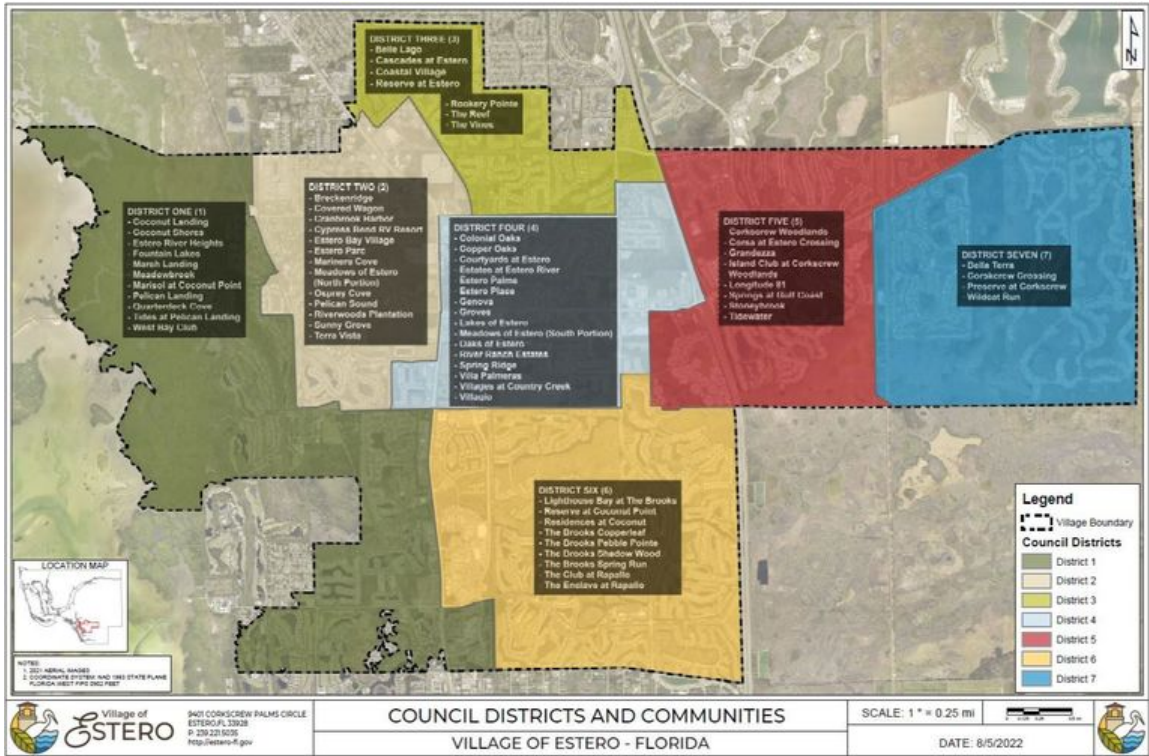 DISTRICT THREE (3)
- Belle Lago
- Cascades at Estero
- Coastal Village
- Reserve at Estero
- Rookery Pointe
- The Reef
- The Vines
DISTRICT ONE (1)
- Coconut Landing
- Coconut Shores
- Estero River Heights
- Fountain Lakes
- Marsh Landing
- Meadowbrook
- Marisol at Coconut Point
- Pelican Landing
- Quarterdeck Cove
- Tides at Pelican Landing
- West Bay Club
DISTRICT TWO (2)
- Breckenridge
- Covered Wagon
- Cranbrook Harbor
- Cypress Bend RV Resort
- Estero Bay Village
- Estero Parc
- Mariners Cove
- Meadows of Estero
(North Portion)
- Osprey Cove
- Pelican Sound
- Riverwoods Plantation
- Sunny Grove
- Terra Vista
DISTRICT FOUR (4)
- Colonial Oaks
- Copper Oaks
- Courtyards at Estero
- Estates at Estero River
Estero Palms
Estero Place
- Genova
- Groves
- Lakes of Estero
- Meadows of Estero (South Portion)
- Oaks of Estero
- River Ranch Estates
- Spring Ridge
- Villa Palmeras
- Villages at Country Creek
- Villagio
DISTRICT FIVE (5)
Corkscrew Woodlands
- Corsa at Estero Crossing
- Grandezza
- Island Club at Corkscrew
Woodlands
- Longitude 81
- Springs at Gulf Coast
- Stoneybrook
- Tidewater
DISTRICT SEVEN (7)
- Della Terra
- Corkscrew Crossing
- Preserve at Corkscrew
Wildcat Run
DISTRICT SIX (6)
- Lighthouse Bay at The Brooks
- Reserve at Coconut Point
- Residences at Coconut
- The Brooks Copperleaf
- The Brooks Pebble Pointe
- The Brooks Shadow Wood
- The Brooks Spring Run
- The Club at Rapallo
- The Enclave at Rapallo
N
Legend
Village Boundary
Council Districts
District 1
District 2
District 3
District 4
District 5
District 6
District 7
LOCATION MAP
NOTES:
1. 2021 AERIAL IMAGES
2. COORDINATE SYSTEM: NAD 1983 STATE PLANE
FLORIDA WEST FIPS 0902 FEET
Village of
ESTERO
9401 CORKSCREW PALMS CIRCLE
ESTERO, FL 33928
P: 239.221.5035
http://estero-fl.gov
COUNCIL DISTRICTS AND COMMUNITIES
VILLAGE OF ESTERO - FLORIDA
SCALE: 1 " = 0.25 mi
DATE: 8/5/2022